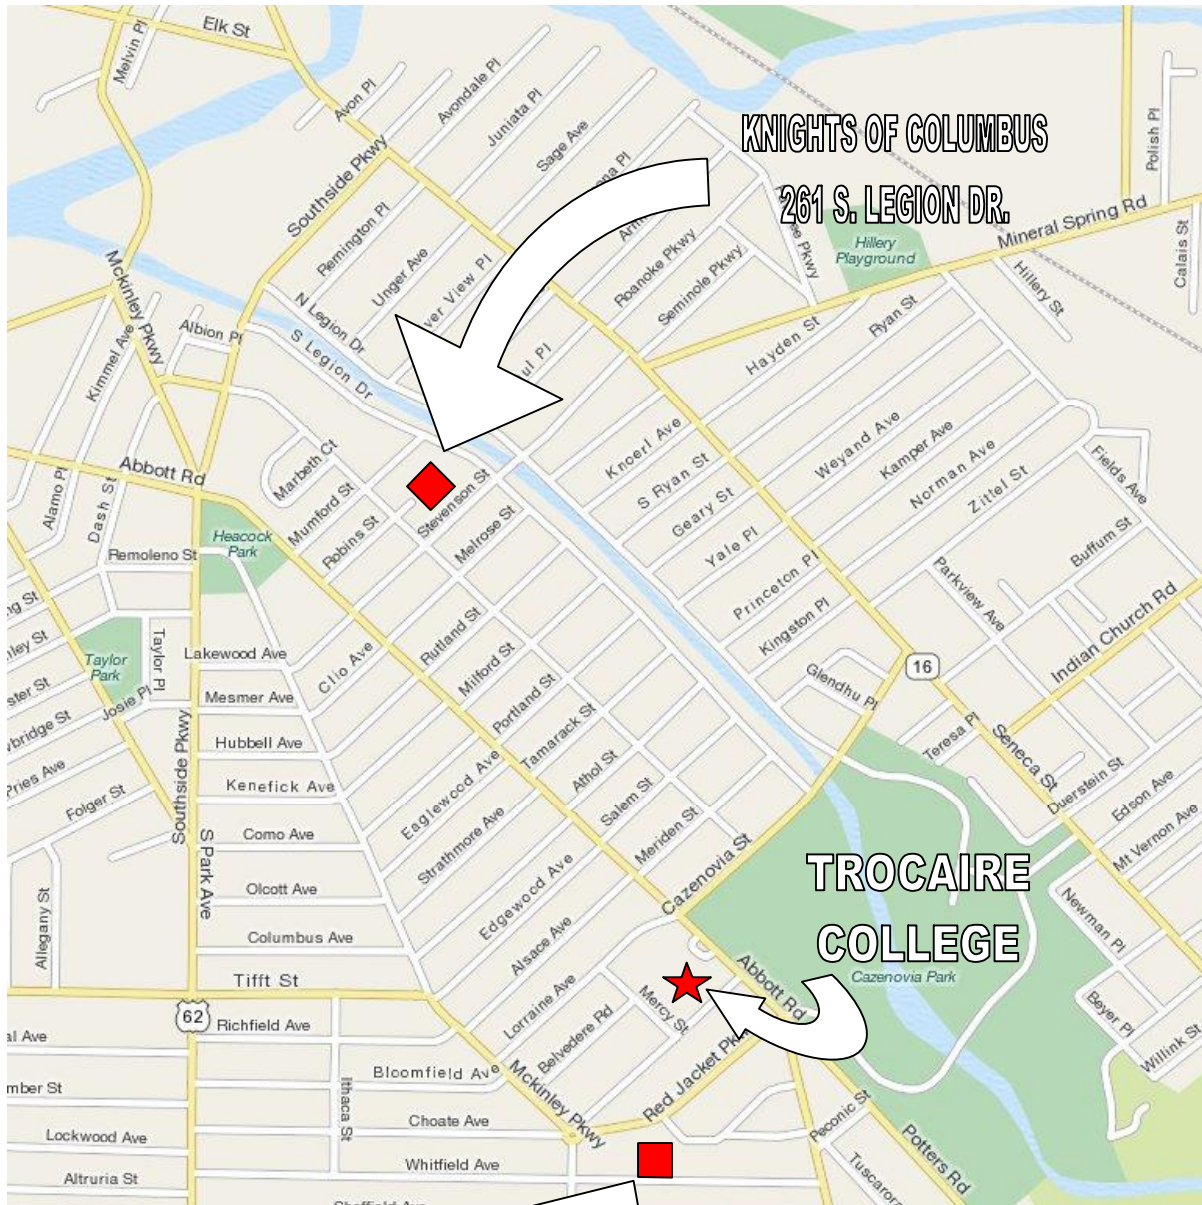 Elk St
Melvin Pl
Avon Pl
Avondale Pl
Juniata Pl
Sage Ave
KNIGHTS OF COLUMBUS
261 S. LEGION DR.
Polish Pl
Mineral Spring Rd
Calais St
Southside Pkwy
Remington Pl
Unger Ave
Roanoke Pkwy
Seminole Pkwy
Pkwy
Hillery
Playground
Hillery St
Mckinley Pkwy
Kimmel Ave
Albion Pl
N Legion Dr
S Legion Dr
Hayden St
Ryan St
Alamo Pl
Dash St
Abbott Rd
Marbeth Ct
Mumford St
Robins St
Stevenson St
Melrose St
Knoerl Ave
S Ryan St
Geary St
Yale Pl
Princeton Pl
Kingston Pl
Weyand Ave
Kamper Ave
Norman Ave
Zittel St
Fields Ave
Buffum St
Parkview Ave
Indian Church Rd
Heacock
Park
Remoleno St
Taylor
Park
Taylor Pl
Josie Pl
Lakewood Ave
Mesmer Ave
Hubbell Ave
Kenefick Ave
Como Ave
Olcott Ave
Columbus Ave
Clio Ave
Rutland St
Milford St
Portland St
Tamarack St
Athol St
Salem St
Meriden St
Cazenovia St
Glendhu Pl
16
Seneca St
Duerstein St
Edson Ave
Mt Vernon Ave
Newman Pl
Beyer Pl
Willink St
Pries Ave
Folger St
Allegany St
Southside Pkwy
S Park Ave
Eaglewood Ave
Strathmore Ave
Edgewood Ave
Alsace Ave
Lorraine Ave
Belvedere Rd
Mercy St
TROCAIRE
COLLEGE
Cazenovia Park
Abbott Rd
Tifft St
62
Richfield Ave
Bloomfield Ave
Ithaca St
Choate Ave
Whitfield Ave
Mckinley Pkwy
Red Jacket
Peconic St
Potters Rd
Lockwood Ave
Altruria St